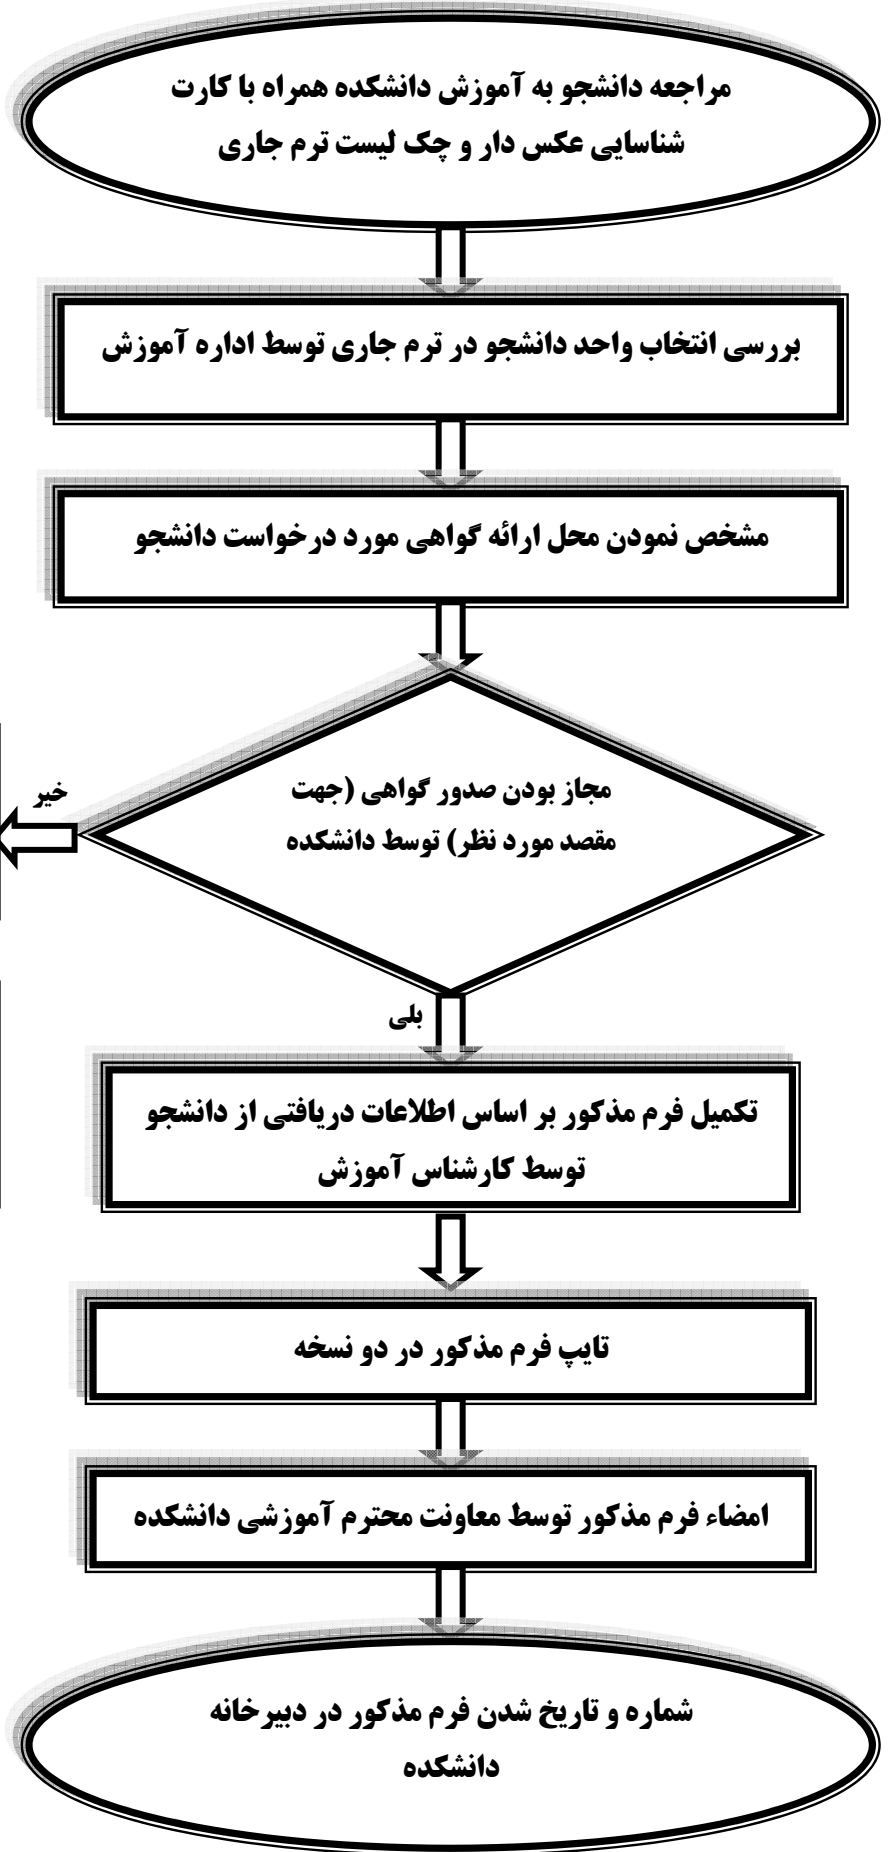 مراجعه دانشجو به آموزش دانشکده همراه با کارت
شناسایی عکس دار و چک لیست ترم جاری
بررسی انتخاب واحد دانشجو در ترم جاری توسط اداره آموزش
مشخص نمودن محل ارائه گواهی مورد درخواست دانشجو
مجاز بودن صدور گواهی (جهت
مقصد مورد نظر) توسط دانشکده
خیر
بلی
تکمیل فرم مذکور بر اساس اطلاعات دریافتی از دانشجو
توسط کارشناس آموزش
تایپ فرم مذکور در دو نسخه
امضاء فرم مذکور توسط معاونت محترم آموزشی دانشکده
شماره و تاریخ شدن فرم مذکور در دبیرخانه
دانشکده